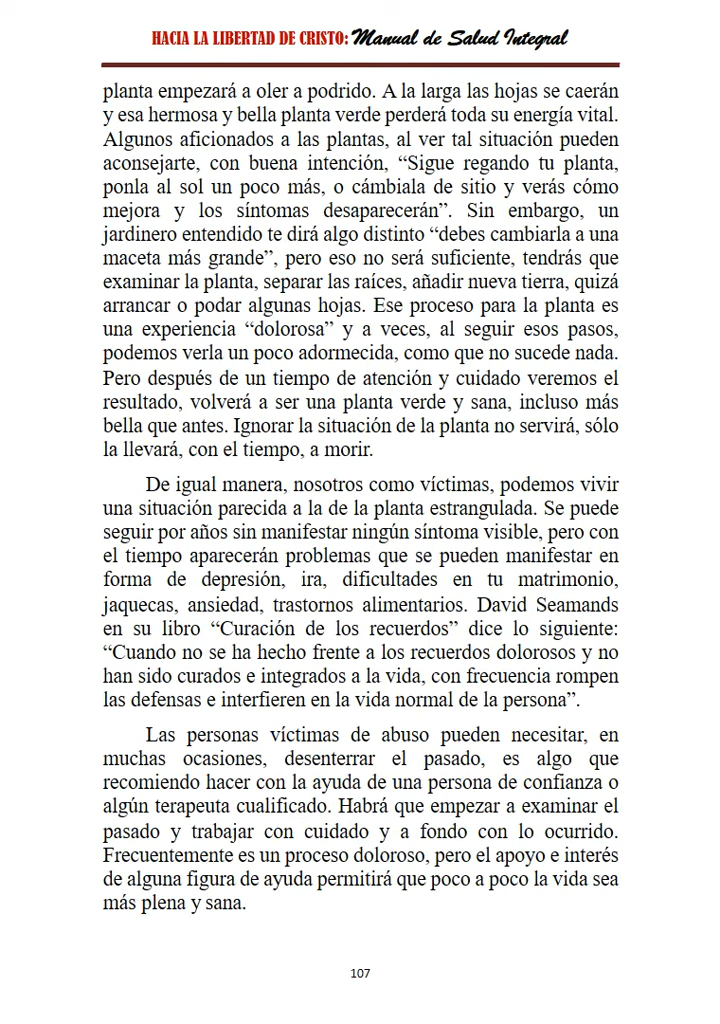 HACIA LA LIBERTAD DE CRISTO: Manual de Salud Integral
planta empezará a oler a podrido. A la larga las hojas se caerán
y esa hermosa y bella planta verde perderá toda su energía vital.
Algunos aficionados a las plantas, al ver tal situación pueden
aconsejarte, con buena intención, “Sigue regando tu planta,
ponla al sol un poco más, o cámbiala de sitio y verás cómo
mejora y los síntomas desaparecerán”. Sin embargo, un
jardinero entendido te dirá algo distinto “debes cambiarla a una
maceta más grande”, pero eso no será suficiente, tendrás que
examinar la planta, separar las raíces, añadir nueva tierra, quizá
arrancar o podar algunas hojas. Ese proceso para la planta es
una experiencia “dolorosa” y a veces, al seguir esos pasos,
podemos verla un poco adormecida, como que no sucede nada.
Pero después de un tiempo de atención y cuidado veremos el
resultado, volverá a ser una planta verde y sana, incluso más
bella que antes. Ignorar la situación de la planta no servirá, sólo
la llevará, con el tiempo, a morir.
De igual manera, nosotros como víctimas, podemos vivir
una situación parecida a la de la planta estrangulada. Se puede
seguir por años sin manifestar ningún síntoma visible, pero con
el tiempo aparecerán problemas que se pueden manifestar en
forma de depresión, ira, dificultades en tu matrimonio,
jaquecas, ansiedad, trastornos alimentarios. David Seamands
en su libro “Curación de los recuerdos” dice lo siguiente:
“Cuando no se ha hecho frente a los recuerdos dolorosos y no
han sido curados e integrados a la vida, con frecuencia rompen
las defensas e interfieren en la vida normal de la persona”.
Las personas víctimas de abuso pueden necesitar, en
muchas ocasiones, desenterrar el pasado, es algo que
recomiendo hacer con la ayuda de una persona de confianza o
algún terapeuta cualificado. Habrá que empezar a examinar el
pasado y trabajar con cuidado y a fondo con lo ocurrido.
Frecuentemente es un proceso doloroso, pero el apoyo e interés
de alguna figura de ayuda permitirá que poco a poco la vida sea
más plena y sana.
107